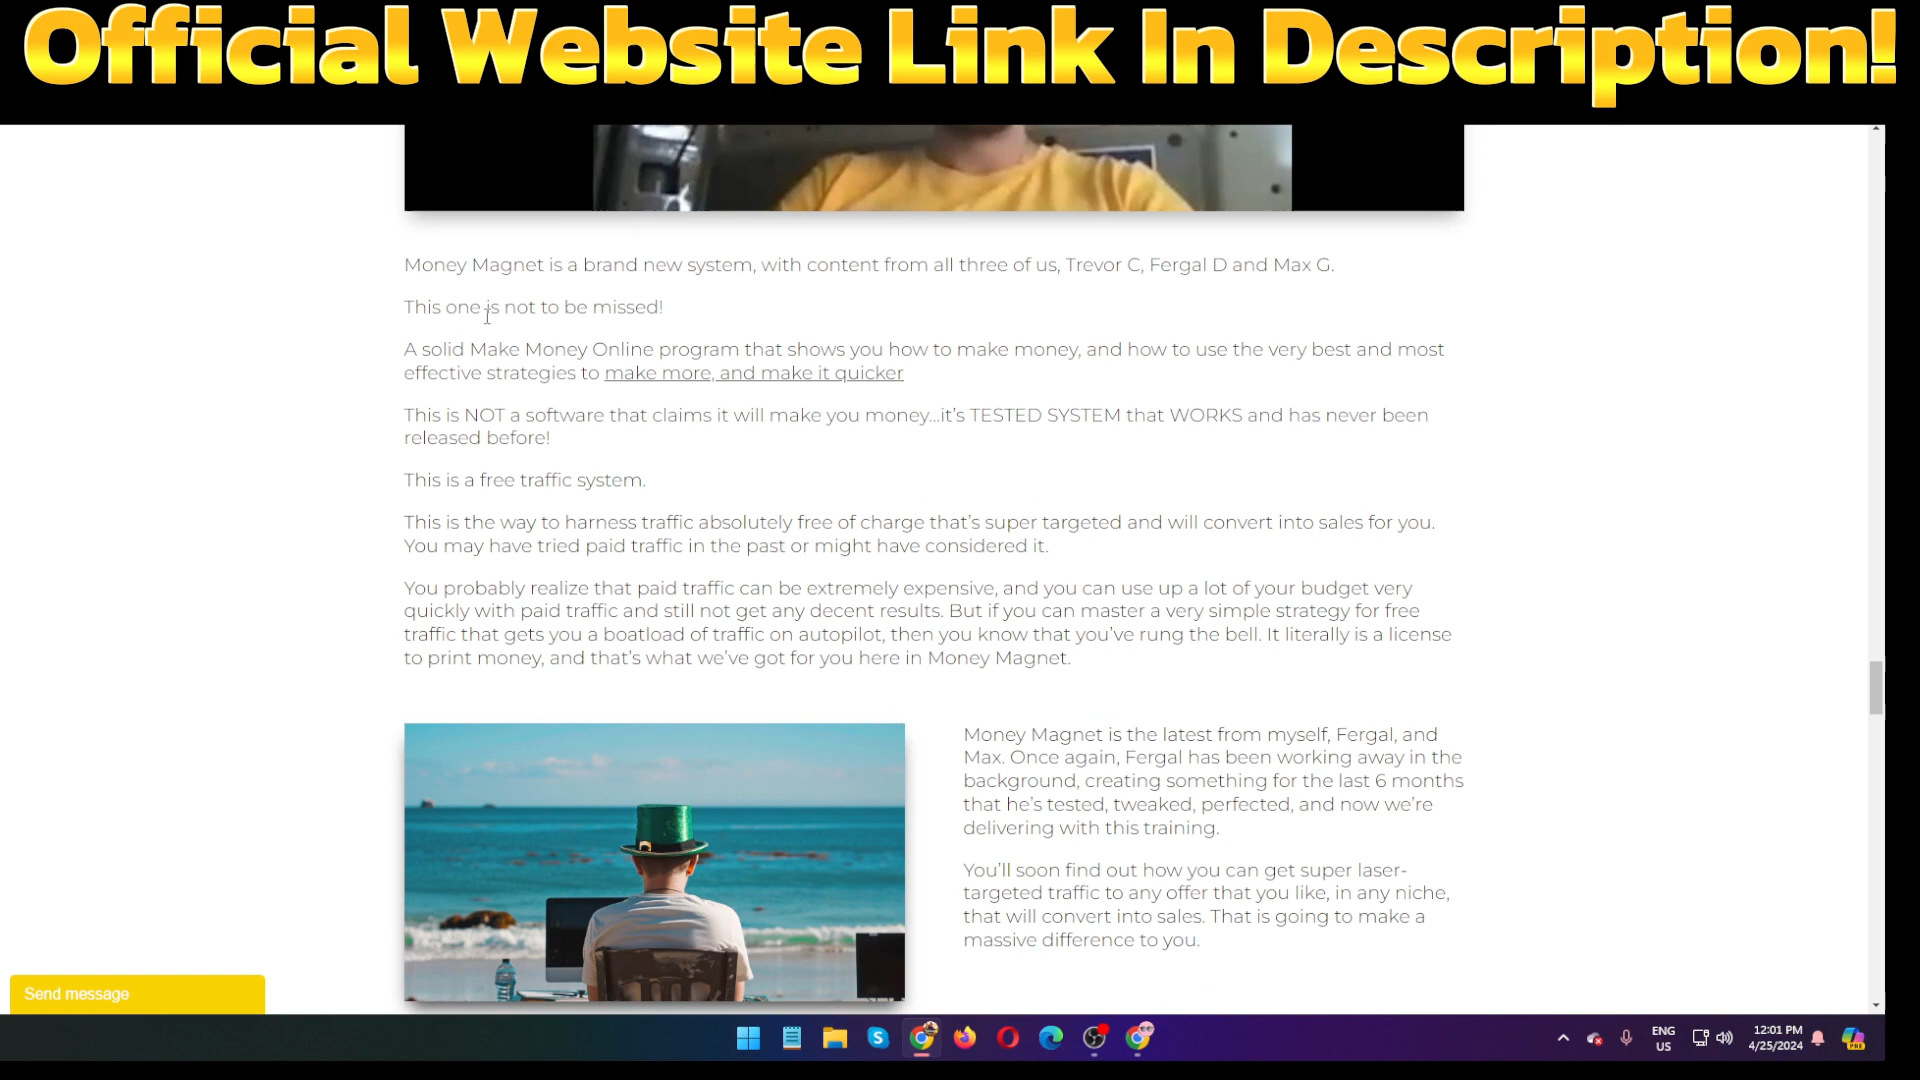 Official Website Link In Description!
Money Magnet is a brand new system, with content from all three of us, Trevor C, Fergal D and Max G.
This one is not to be missed!
A solid Make Money Online program that shows you how to make money, and how to use the very best and most
effective strategies to make more, and make it quicker
This is NOT a software that claims it will make you money...it's TESTED SYSTEM that WORKS and has never been
released before!
This is a free traffic system.
This is the way to harness traffic absolutely free of charge that's super targeted and will convert into sales for you.
You may have tried paid traffic in the past or might have considered it.
You probably realize that paid traffic can be extremely expensive, and you can use up a lot of your budget very
quickly with paid traffic and still not get any decent results. But if you can master a very simple strategy for free
traffic that gets you a boatload of traffic on autopilot, then you know that you've rung the bell. It literally is a license
to print money, and that's what we've got for you here in Money Magnet.
Money Magnet is the latest from myself, Fergal, and
Max. Once again, Fergal has been working away in the
background, creating something for the last 6 months
that he's tested, tweaked, perfected, and now we're
delivering with this training.
You'll soon find out how you can get super laser-
targeted traffic to any offer that you like, in any niche,
that will convert into sales. That is going to make a
massive difference to you.
Send message
ENG
US
12:01 PM
4/25/2024
PRE